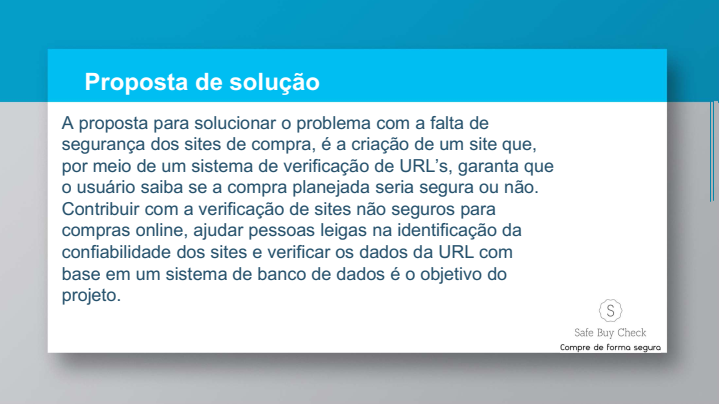 Proposta de solução
A proposta para solucionar o problema com a falta de
segurança dos sites de compra, é a criação de um site que,
por meio de um sistema de verificação de URL’s, garanta que
o usuário saiba se a compra planejada seria segura ou não.
Contribuir com a verificação de sites não seguros para
compras online, ajudar pessoas leigas na identificação da
confiabilidade dos sites e verificar os dados da URL com
base em um sistema de banco de dados é o objetivo do
projeto.
S
Safe Buy Check
Compre de forma segura